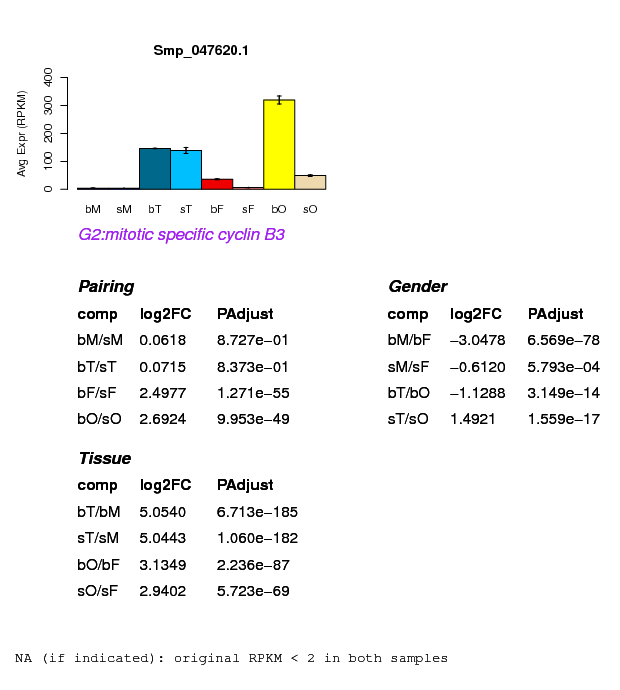 Smp_047620.1
Avg Expr (RPKM)
0 100 200 300 400
bM sM bT sT bF sF bO sO
G2:mitotic specific cyclin B3
Pairing
comp log2FC PAdjust
bM/sM 0.0618 8.727e−01
bT/sT 0.0715 8.373e−01
bF/sF 2.4977 1.271e−55
bO/sO 2.6924 9.953e−49
Gender
comp log2FC PAdjust
bM/bF −3.0478 6.569e−78
sM/sF −0.6120 5.793e−04
bT/bO −1.1288 3.149e−14
sT/sO 1.4921 1.559e−17
Tissue
comp log2FC PAdjust
bT/bM 5.0540 6.713e−185
sT/sM 5.0443 1.060e−182
bO/bF 3.1349 2.236e−87
sO/sF 2.9402 5.723e−69
NA (if indicated): original RPKM < 2 in both samples